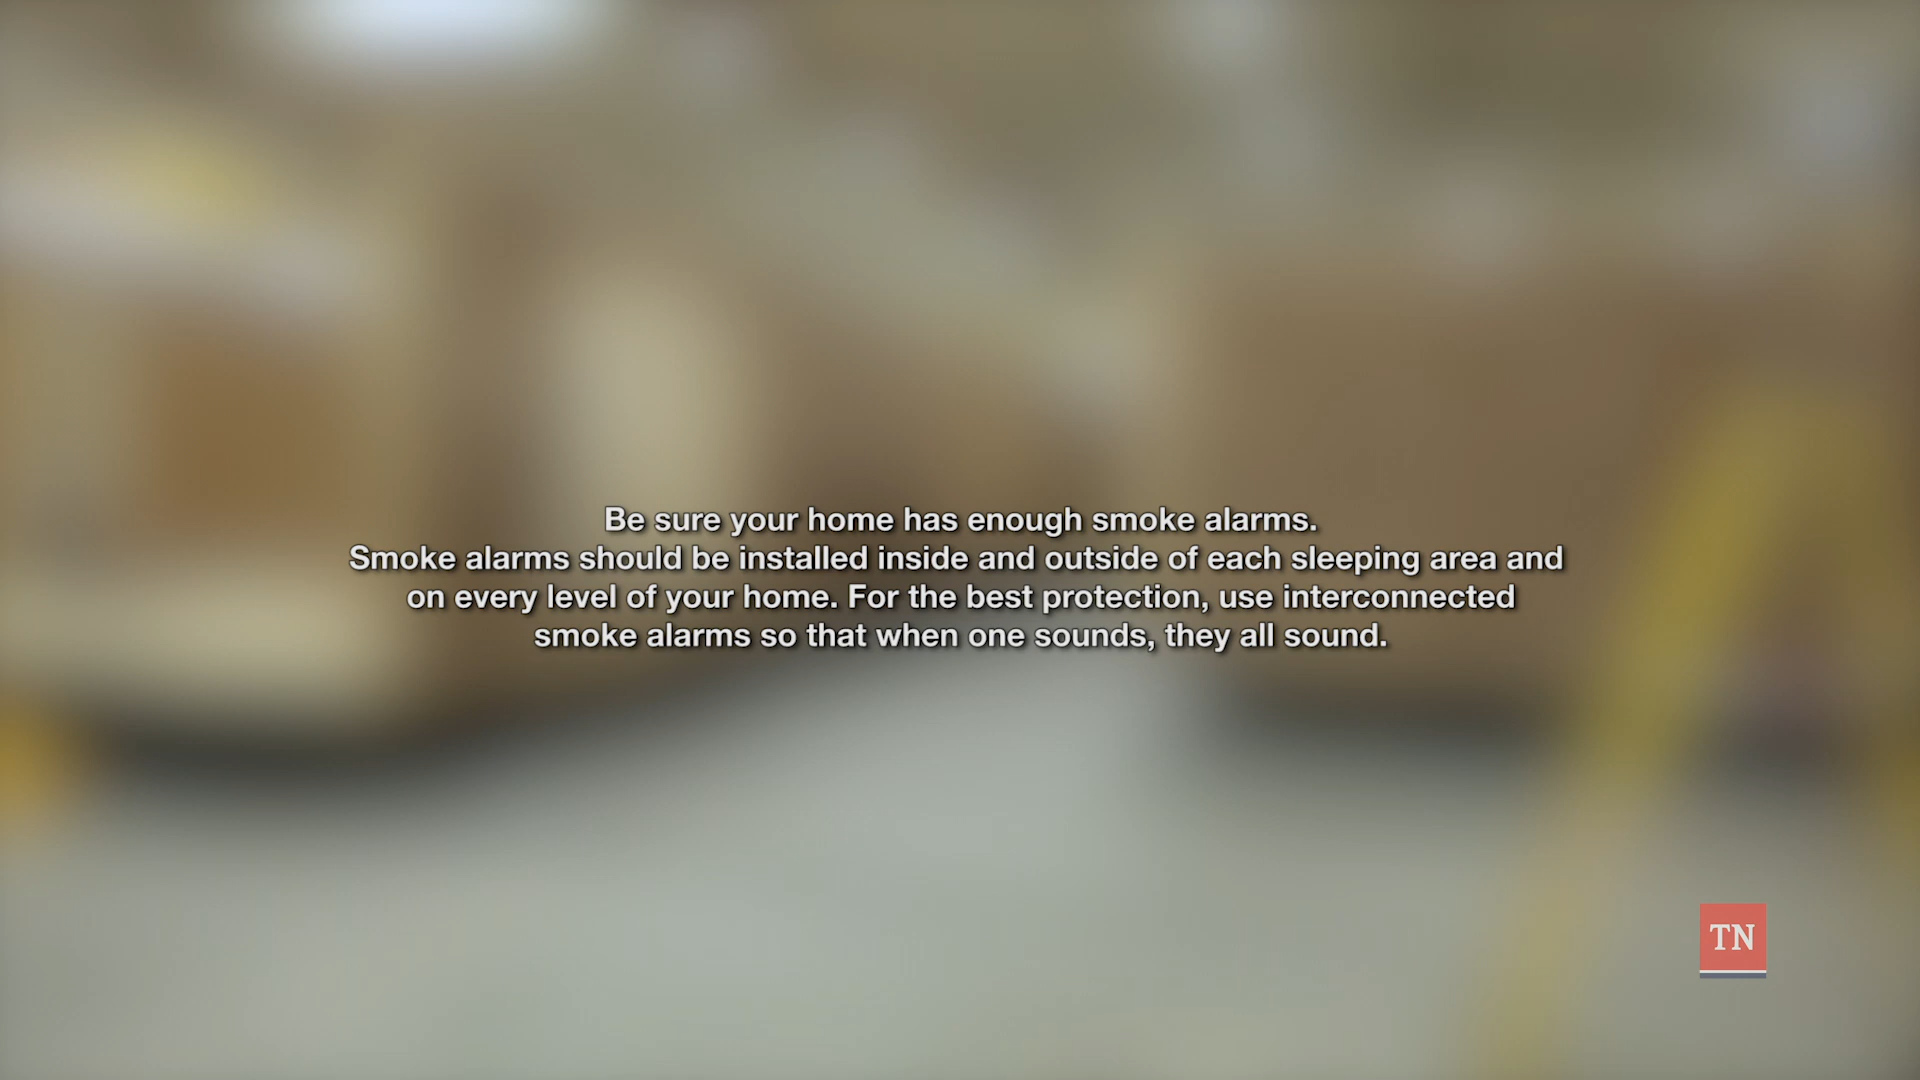 Be sure your home has enough smoke alarms.
Smoke alarms should be installed inside and outside of each sleeping area and
on every level of your home. For the best protection, use interconnected
smoke alarms so that when one sounds, they all sound.
TN